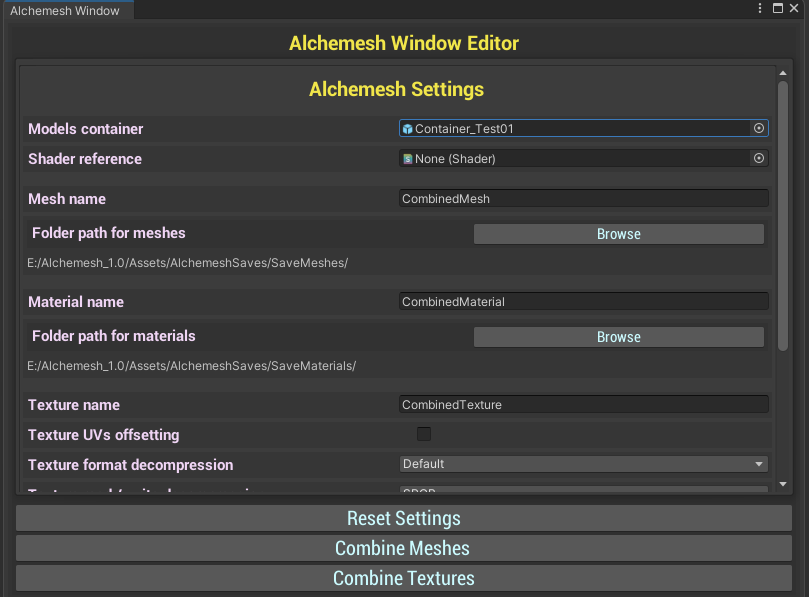 Alchemesh Window
Alchemesh Window Editor
Alchemesh Settings
Models container Container_Test01
Shader reference None (Shader)
Mesh name CombinedMesh
Folder path for meshes Browse
E:/Alchemesh_1.0/Assets/AlchemeshSaves/SaveMeshes/
Material name CombinedMaterial
Folder path for materials Browse
E:/Alchemesh_1.0/Assets/AlchemeshSaves/SaveMaterials/
Texture name CombinedTexture
Texture UVs offsetting
Texture format decompression Default
Reset Settings
Combine Meshes
Combine Textures